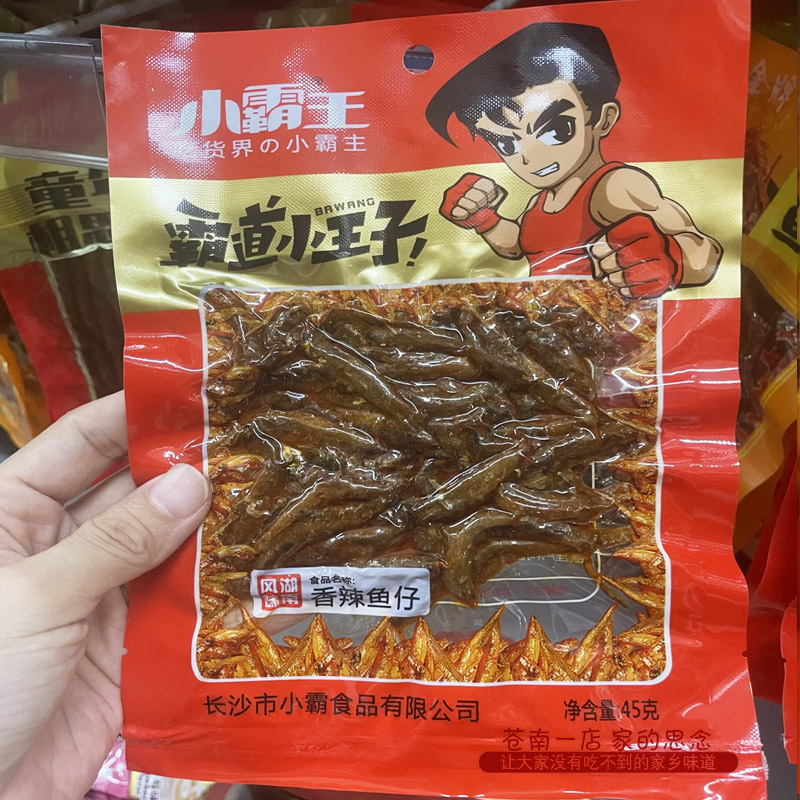 小霸王®
吃货界の小霸主
BAWANG
霸道小王子!
湖南
风味
食品名称:
香辣鱼仔
长沙市小霸食品有限公司
净含量:45克
苍南一店 家的思念
让大家没有吃不到的家乡味道